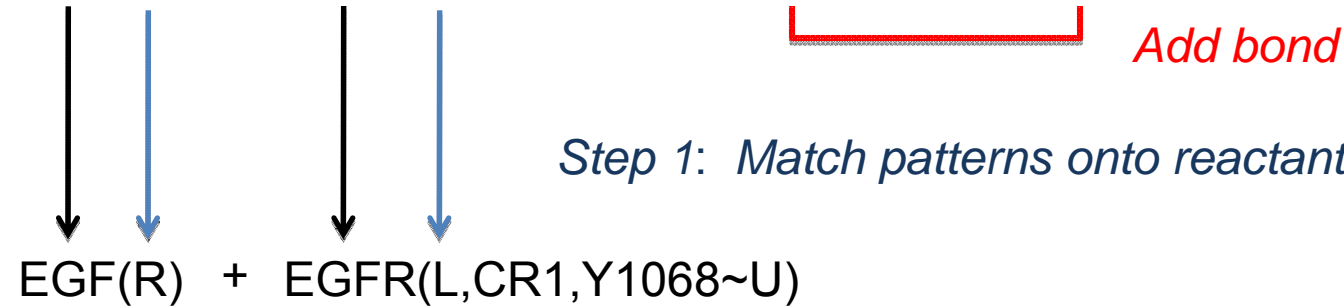 Add bond
Step 1: Match patterns onto reactant
EGF(R) + EGFR(L,CR1,Y1068~U)